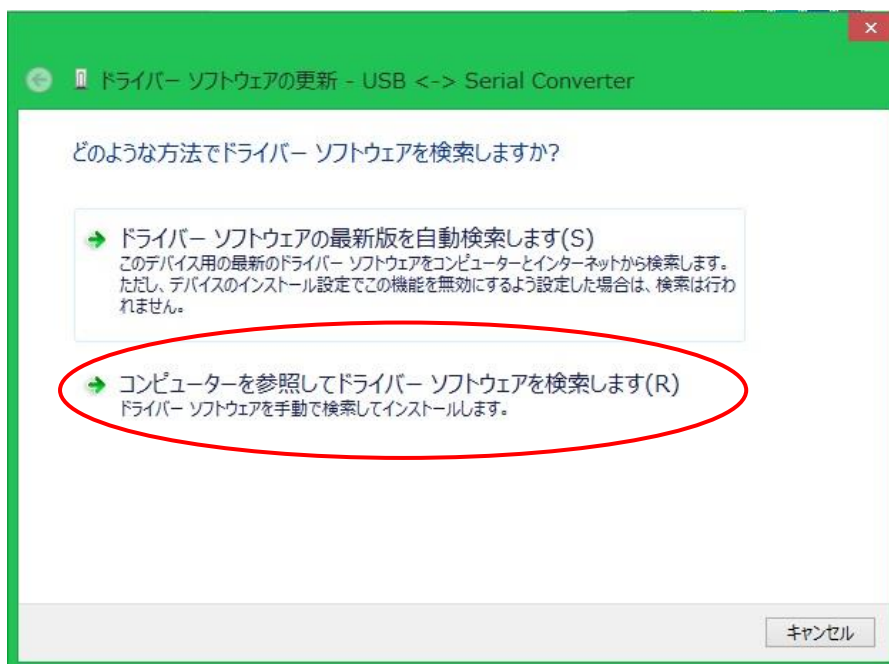 ドライバー ソフトウェアの更新 - USB <-> Serial Converter
どのような方法でドライバー ソフトウェアを検索しますか?
ドライバー ソフトウェアの最新版を自動検索します(S)
このデバイス用の最新のドライバー ソフトウェアをコンピューターとインターネットから検索します。
ただし、デバイスのインストール設定でこの機能を無効にするよう設定した場合は、検索は行わ
れません。
コンピューターを参照してドライバー ソフトウェアを検索します(R)
ドライバー ソフトウェアを手動で検索してインストールします。
キャンセル